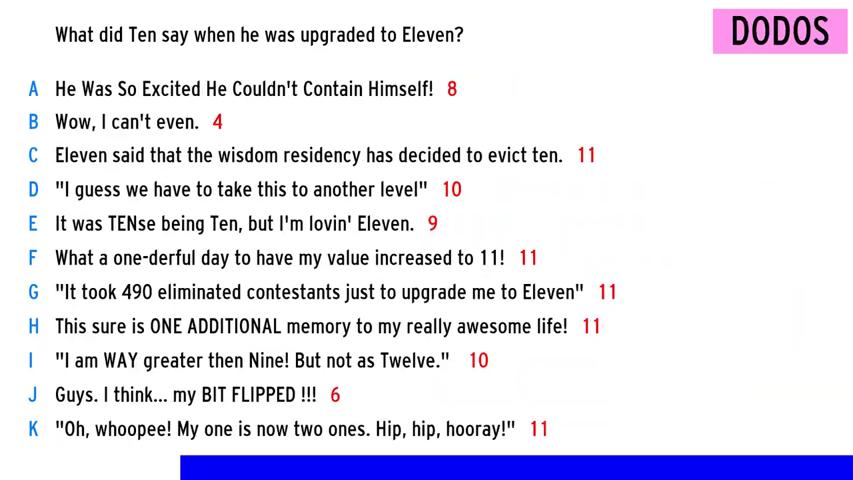 What did Ten say when he was upgraded to Eleven?
DODOS
A He Was So Excited He Couldn't Contain Himself! 8
B Wow, I can't even. 4
C Eleven said that the wisdom residency has decided to evict ten. 11
D "I guess we have to take this to another level" 10
E It was TENse being Ten, but I'm lovin' Eleven. 9
F What a one-derful day to have my value increased to 11! 11
G "It took 490 eliminated contestants just to upgrade me to Eleven" 11
H This sure is ONE ADDITIONAL memory to my really awesome life! 11
I "I am WAY greater then Nine! But not as Twelve." 10
J Guys. I think... my BIT FLIPPED !!! 6
K "Oh, whoopee! My one is now two ones. Hip, hip, hooray!" 11